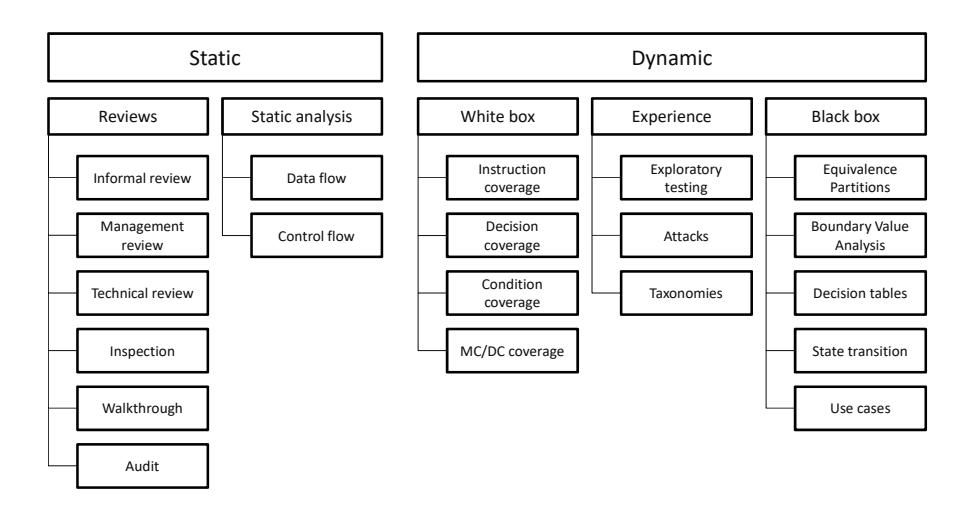 Static
Dynamic
Reviews
Static analysis
White box
Experience
Black box
Informal review
Management
review
Technical review
Inspection
Walkthrough
Audit
Data flow
Control flow
Instruction
coverage
Decision
coverage
Condition
coverage
MC/DC coverage
Exploratory
testing
Attacks
Taxonomies
Equivalence
Partitions
Boundary Value
Analysis
Decision tables
State transition
Use cases